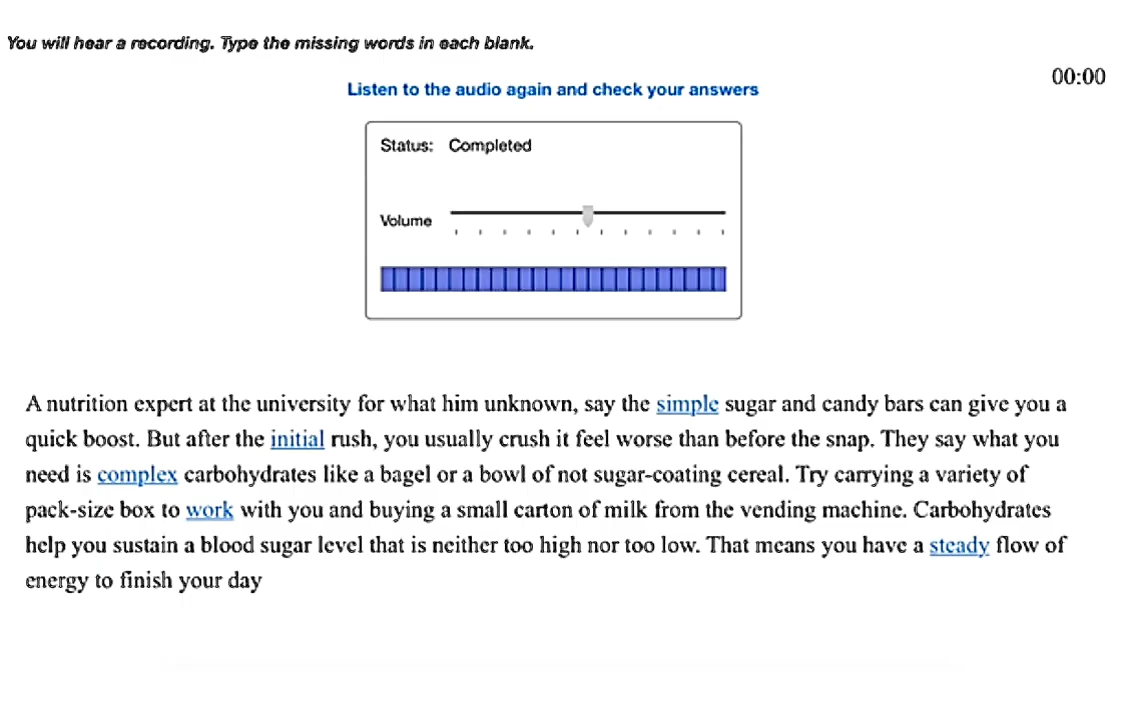 You will hear a recording. Type the missing words in each blank.
00:00
Listen to the audio again and check your answers
Status: Completed
Volume
A nutrition expert at the university for what him unknown, say the simple sugar and candy bars can give you a
quick boost. But after the initial rush, you usually crush it feel worse than before the snap. They say what you
need is complex carbohydrates like a bagel or a bowl of not sugar-coating cereal. Try carrying a variety of
pack-size box to work with you and buying a small carton of milk from the vending machine. Carbohydrates
help you sustain a blood sugar level that is neither too high nor too low. That means you have a steady flow of
energy to finish your day